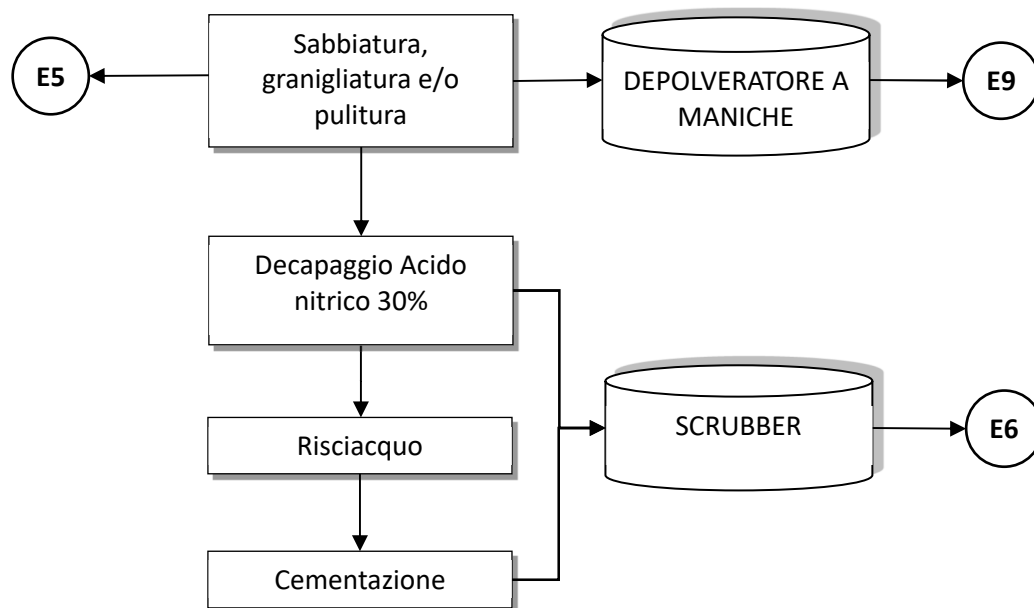 E5
Sabbiatura,
granigliatura e/o
pulitura
DEPOLVERATORE A
MANICHE
E9
Decapaggio Acido
nitrico 30%
Risciacquo
SCRUBBER
E6
Cementazione